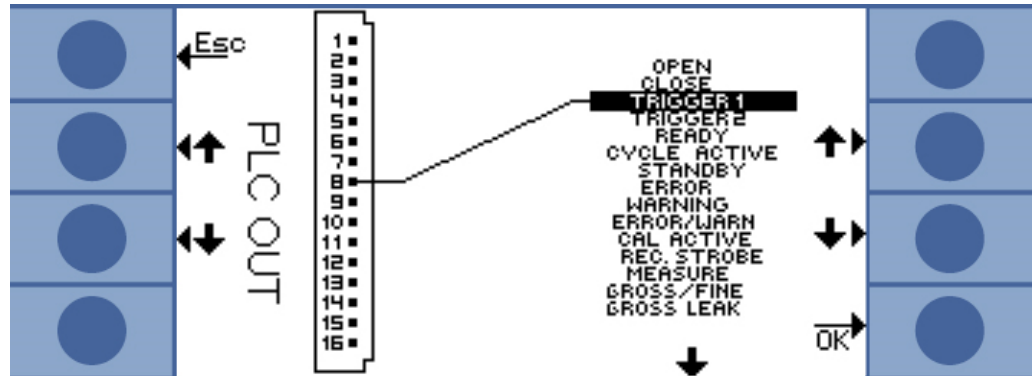 Esc
PLC OUT
1
2
3
4
5
6
7
8
9
10
11
12
13
14
15
16
OPEN
CLOSE
TRIGGER 1
TRIGGER 2
READY
CYCLE ACTIVE
STANDBY
ERROR
WARNING
ERROR/WARN
CAL ACTIVE
REC. STROBE
MEASURE
GROSS/FINE
GROSS LEAK
OK